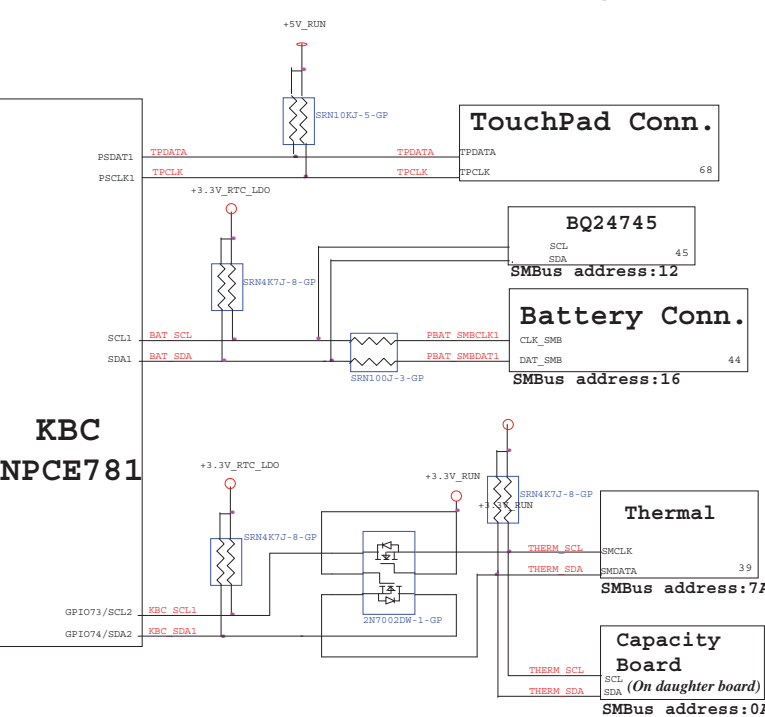 +5V_RUN
SRN10KJ-5-GP
TouchPad Conn.
PSDAT1 TPDATA TPDATA TPDATA
PSCLK1 TPCLK TPCLK TPCLK
68
+3.3V_RTC_LDO
BQ24745
SCL
45
SDA
SMBus address:12
SRN4K7J-8-GP
Battery Conn.
SCL1 BAT_SCL PBAT_SMBCLK1 CLK_SMB
SDA1 BAT_SDA PBAT_SMBDAT1 DAT_SMB 44
SRN100J-3-GP
SMBus address:16
KBC
NPCE781
+3.3V_RTC_LDO
+3.3V_RUN
SRN4K7J-8-GP
+3.3V_RUN
Thermal
SRN4K7J-8-GP
THERM_SCL SMCLK
THERM_SDA SMDATA 39
SMBus address:7A
GPIO73/SCL2 KBC_SCL1
2N7002DW-1-GP
GPIO74/SDA2 KBC_SDA1
Capacity
Board
THERM_SCL SCL
(On daughter board)
THERM_SDA SDA
SMBus address:0A